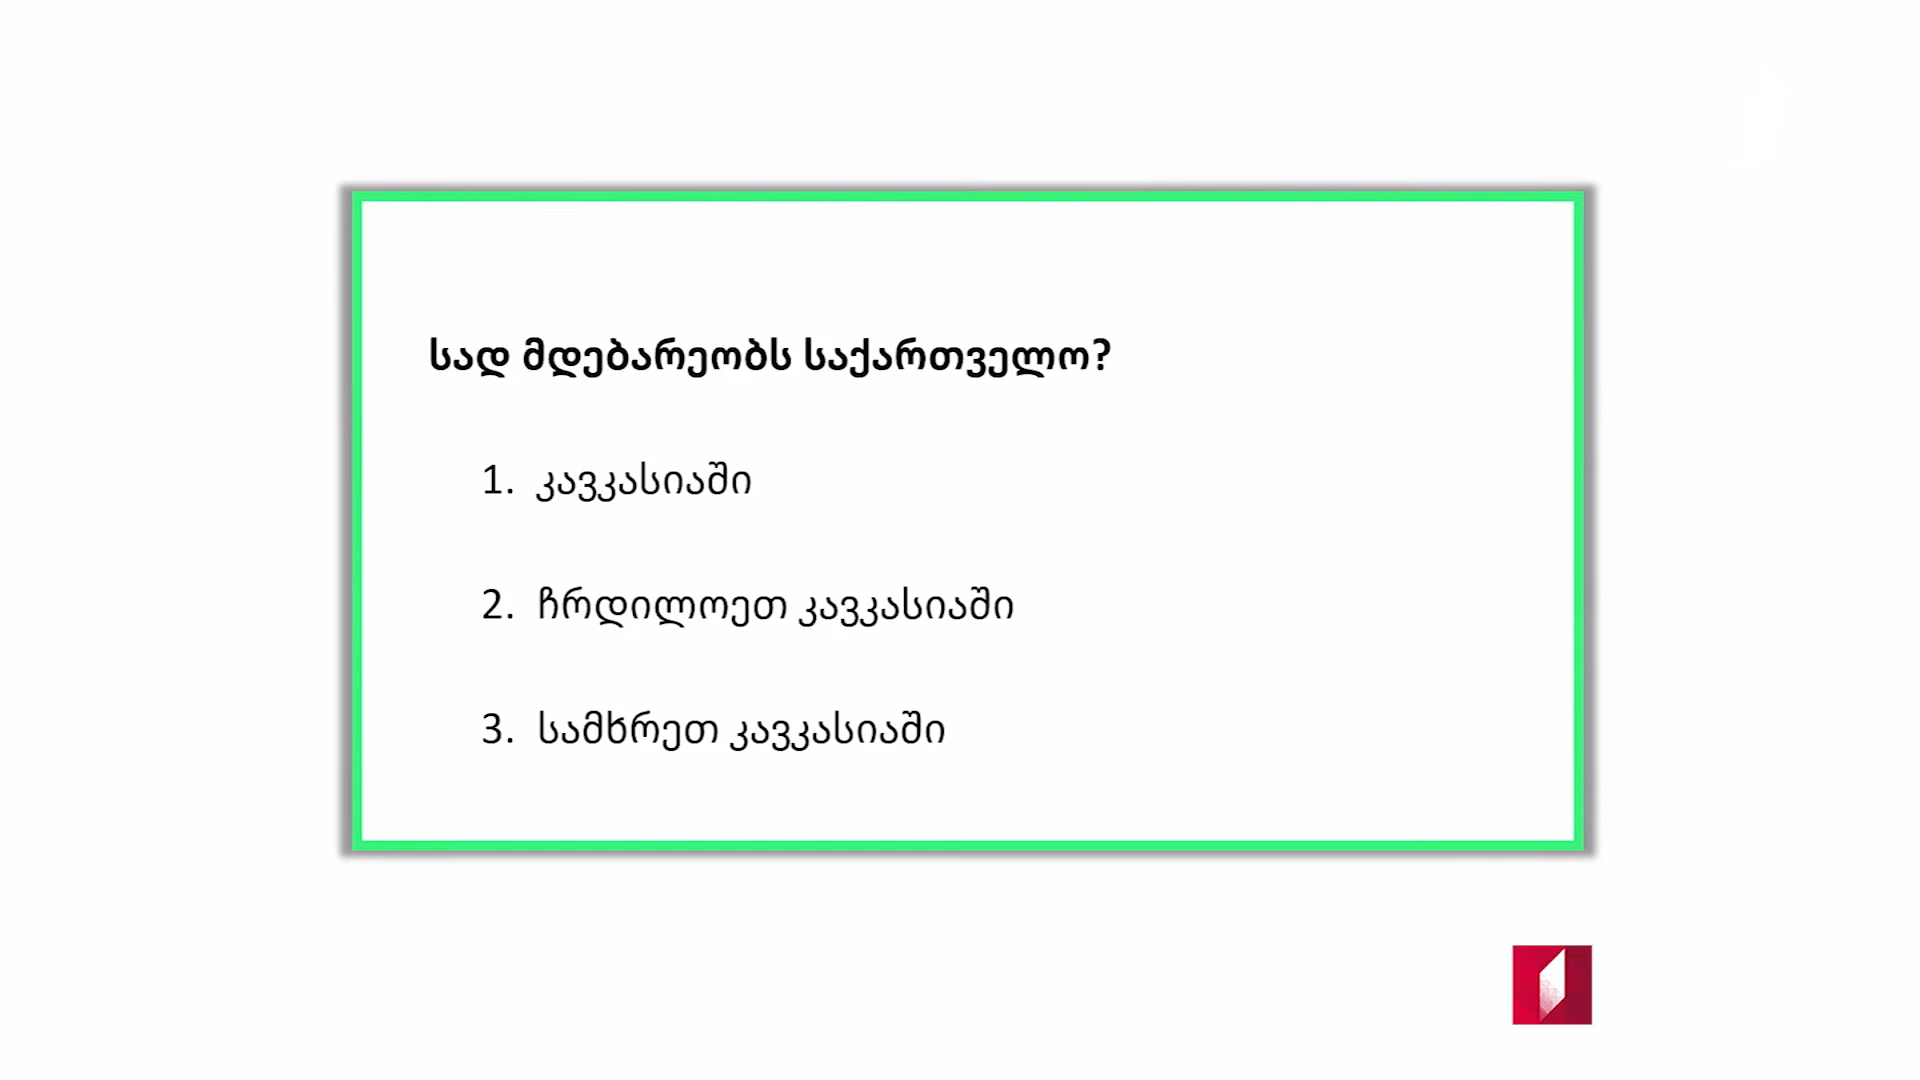 სად მდებარეობს საქართველო?
1. კავკასიაში
2. ჩრდილოეთ კავკასიაში
3. სამხრეთ კავკასიაში